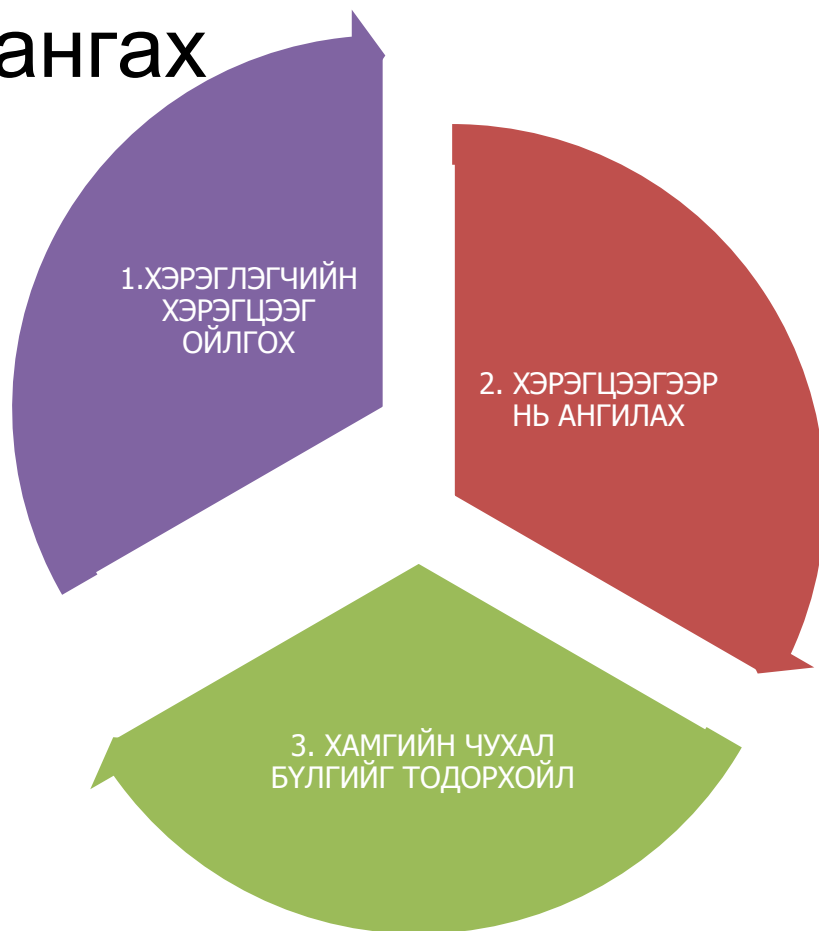 ангах
1.ХЭРЭГЛЭГЧИЙН
ХЭРЭГЦЭЭГ
ОЙЛГОХ
2. ХЭРЭГЦЭЭГЭЭР
НЬ АНГИЛАХ
3. ХАМГИЙН ЧУХАЛ
БҮЛГИЙГ ТОДОРХОЙЛ